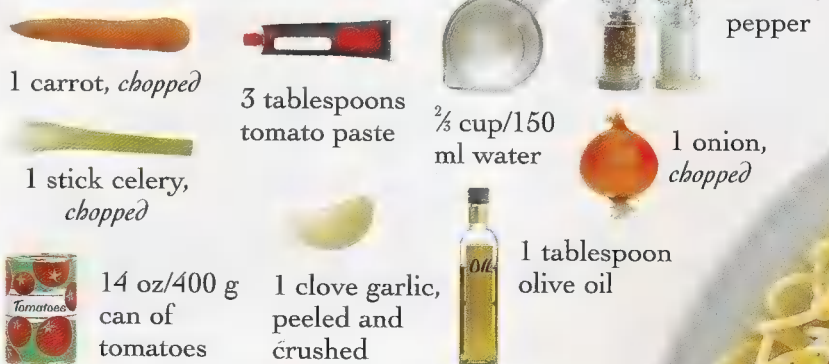 pepper
1 carrot, chopped
3 tablespoons
tomato paste
⅔ cup/150
ml water
1 onion,
chopped
1 stick celery,
chopped
14 oz/400 g
can of
tomatoes
Tomatoes
1 clove garlic,
peeled and
crushed
OIL
1 tablespoon
olive oil